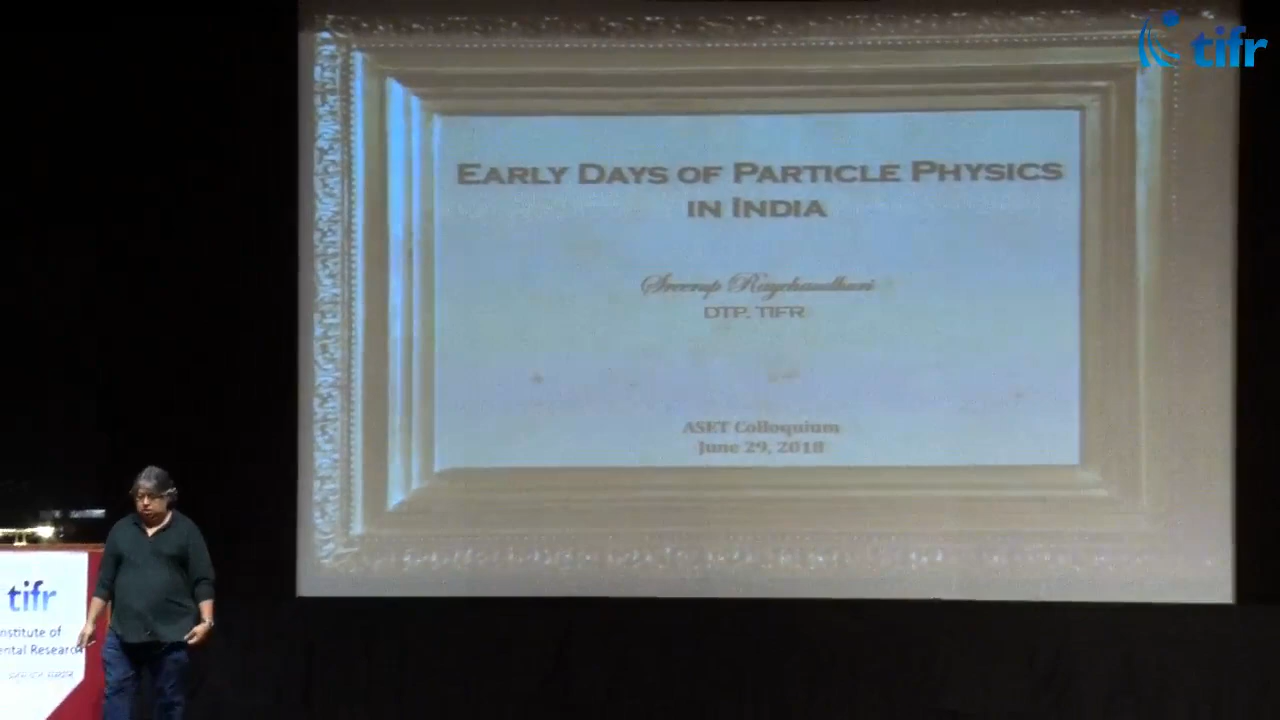 tifr
EARLY DAYS OF PARTICLE PHYSICS
IN INDIA
Sreerup Raychaudhuri
DTP, TIFR
ASET Colloquium
June 29, 2018
tifr
nstitute of
ental Research